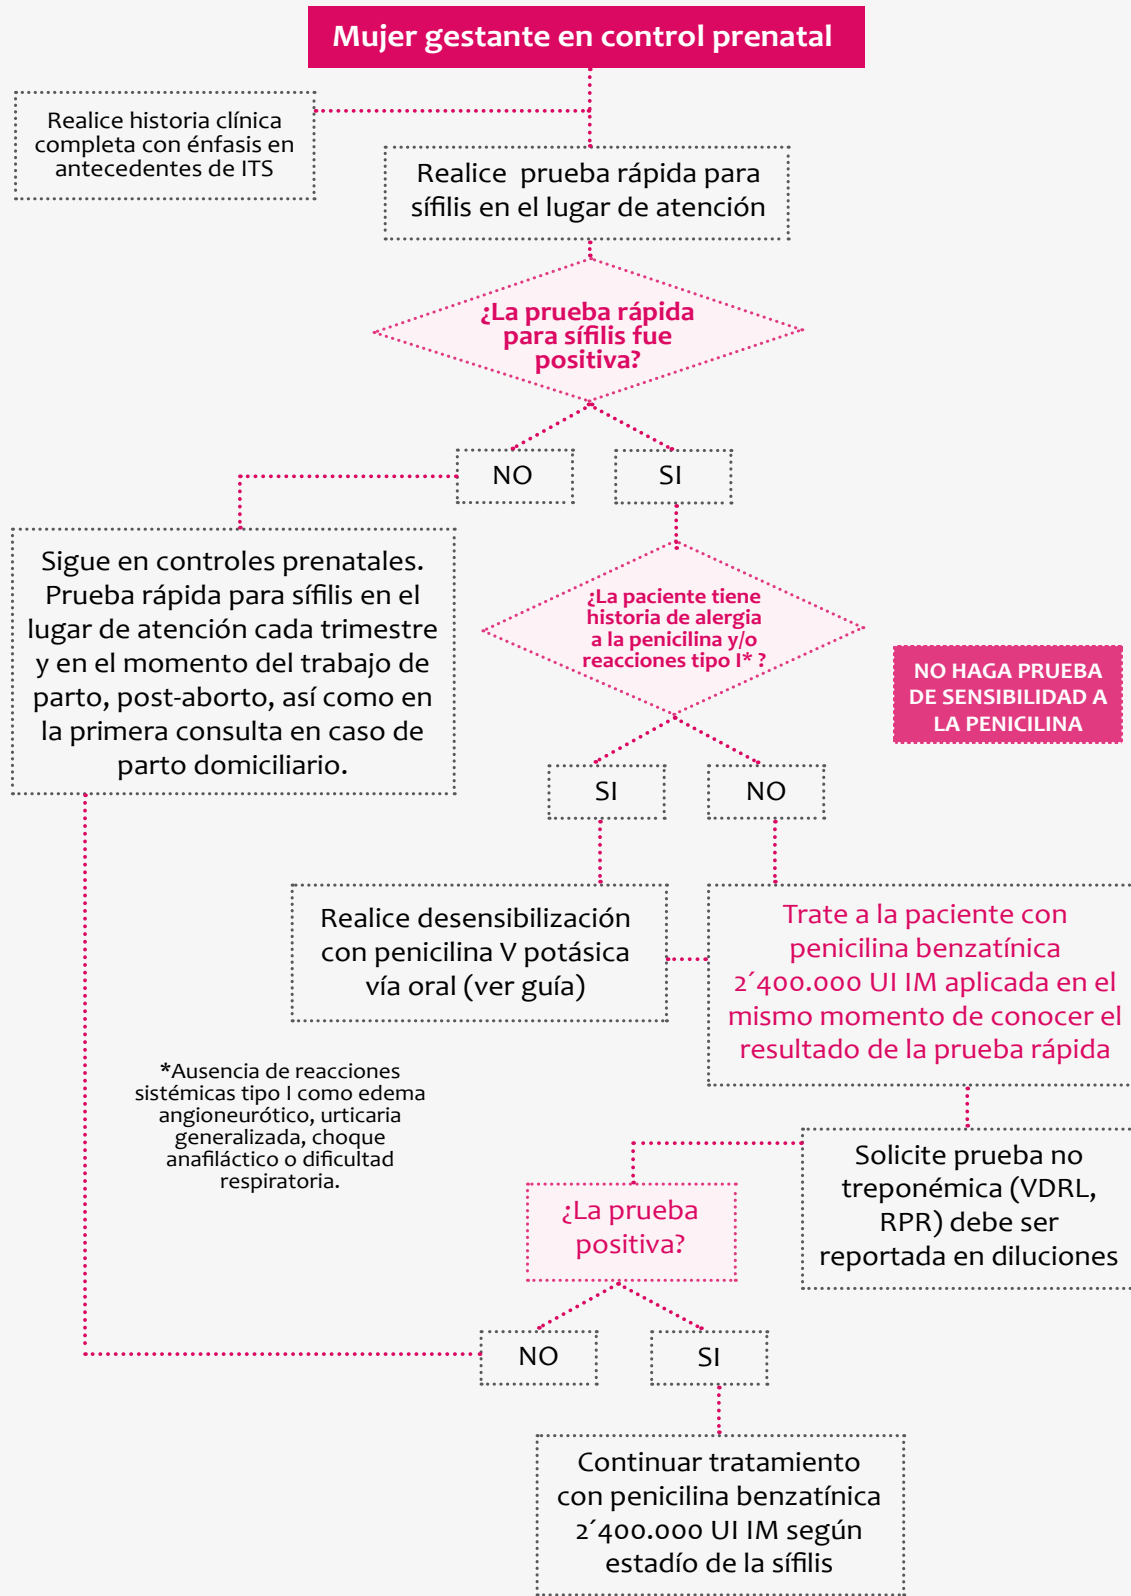 Mujer gestante en control prenatal
Realice historia clínica
completa con énfasis en
antecedentes de ITS
Realice prueba rápida para
sífilis en el lugar de atención
¿La prueba rápida
para sífilis fue
positiva?
NO
SI
Sigue en controles prenatales.
Prueba rápida para sífilis en el
lugar de atención cada trimestre
y en el momento del trabajo de
parto, post-aborto, así como en
la primera consulta en caso de
parto domiciliario.
¿La paciente tiene
historia de alergia
a la penicilina y/o
reacciones tipo I* ?
NO HAGA PRUEBA
DE SENSIBILIDAD A
LA PENICILINA
SI
NO
Realice desensibilización
con penicilina V potásica
vía oral (ver guía)
Trate a la paciente con
penicilina benzatínica
2´400.000 UI IM aplicada en el
mismo momento de conocer el
resultado de la prueba rápida
*Ausencia de reacciones
sistémicas tipo I como edema
angioneurótico, urticaria
generalizada, choque
anafiláctico o dificultad
respiratoria.
Solicite prueba no
treponémica (VDRL,
RPR) debe ser
reportada en diluciones
¿La prueba
positiva?
NO
SI
Continuar tratamiento
con penicilina benzatínica
2´400.000 UI IM según
estadío de la sífilis